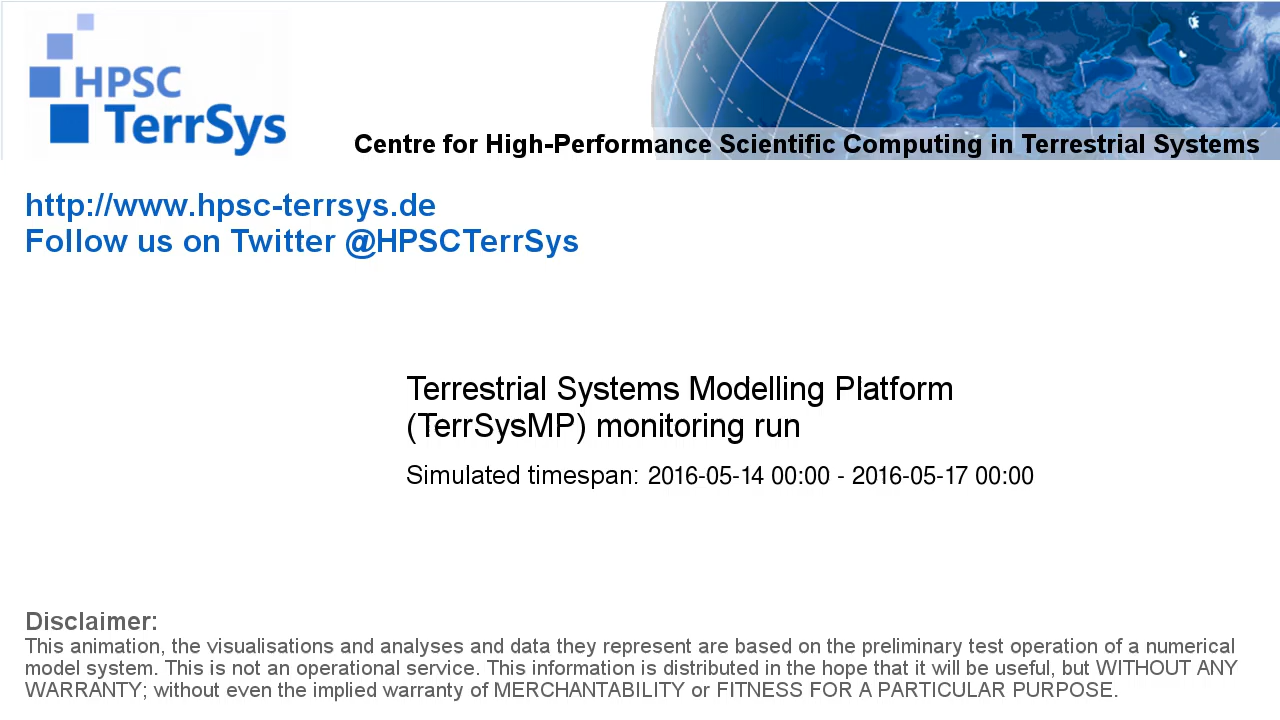 HPSC
TerrSys
Centre for High-Performance Scientific Computing in Terrestrial Systems
http://www.hpsc-terrsys.de
Follow us on Twitter @HPSCTerrSys
Terrestrial Systems Modelling Platform
(TerrSysMP) monitoring run
Simulated timespan: 2016-05-14 00:00 - 2016-05-17 00:00
Disclaimer:
This animation, the visualisations and analyses and data they represent are based on the preliminary test operation of a numerical
model system. This is not an operational service. This information is distributed in the hope that it will be useful, but WITHOUT ANY
WARRANTY; without even the implied warranty of MERCHANTABILITY or FITNESS FOR A PARTICULAR PURPOSE.